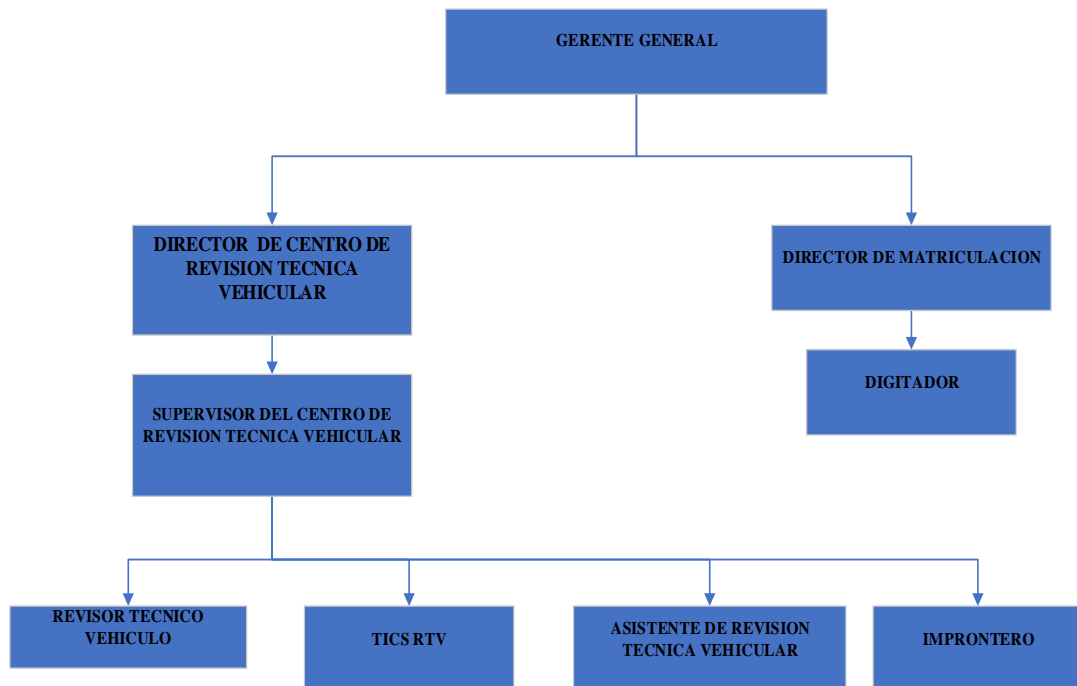 GERENTE GENERAL
DIRECTOR DE CENTRO DE
REVISION TECNICA
VEHICULAR
DIRECTOR DE MATRICULACION
SUPERVISOR DEL CENTRO DE
REVISION TECNICA VEHICULAR
DIGITADOR
REVISOR TECNICO
VEHICULO
TICS RTV
ASISTENTE DE REVISION
TECNICA VEHICULAR
IMPRONTERO